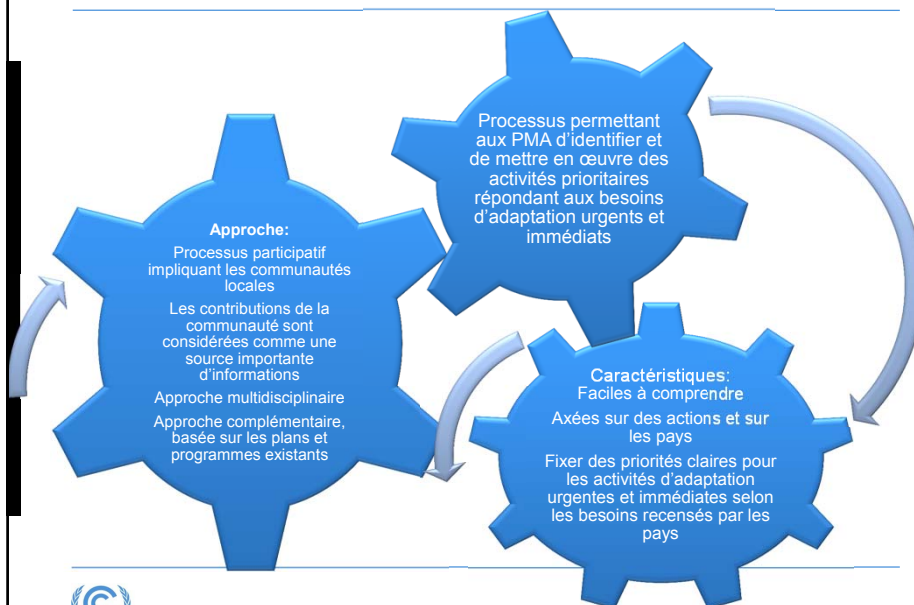 Processus permettant
aux PMA d'identifier et
de mettre en œuvre des
activités prioritaires
répondant aux besoins
d'adaptation urgents et
immédiats
Approche:
Processus participatif
impliquant les communautés
locales
Les contributions de la
communauté sont
considérées comme une
source importante
d'informations
Approche multidisciplinaire
Approche complémentaire,
basée sur les plans et
programmes existants
Caractéristiques:
Faciles à comprendre
Axées sur des actions et sur
les pays
Fixer des priorités claires pour
les activités d'adaptation
urgentes et immédiates selon
les besoins recensés par les
pays